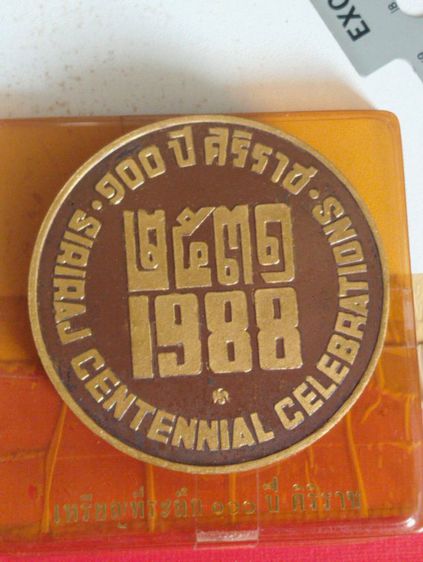 ๑๐๐ ปี ศิริราช
๒๕๓๑
1988
SIRIRAJ CENTENNIAL CELEBRATIONS
เหรียญที่ระลึก ๑๐๐ ปี ศิริราช
EXC
18